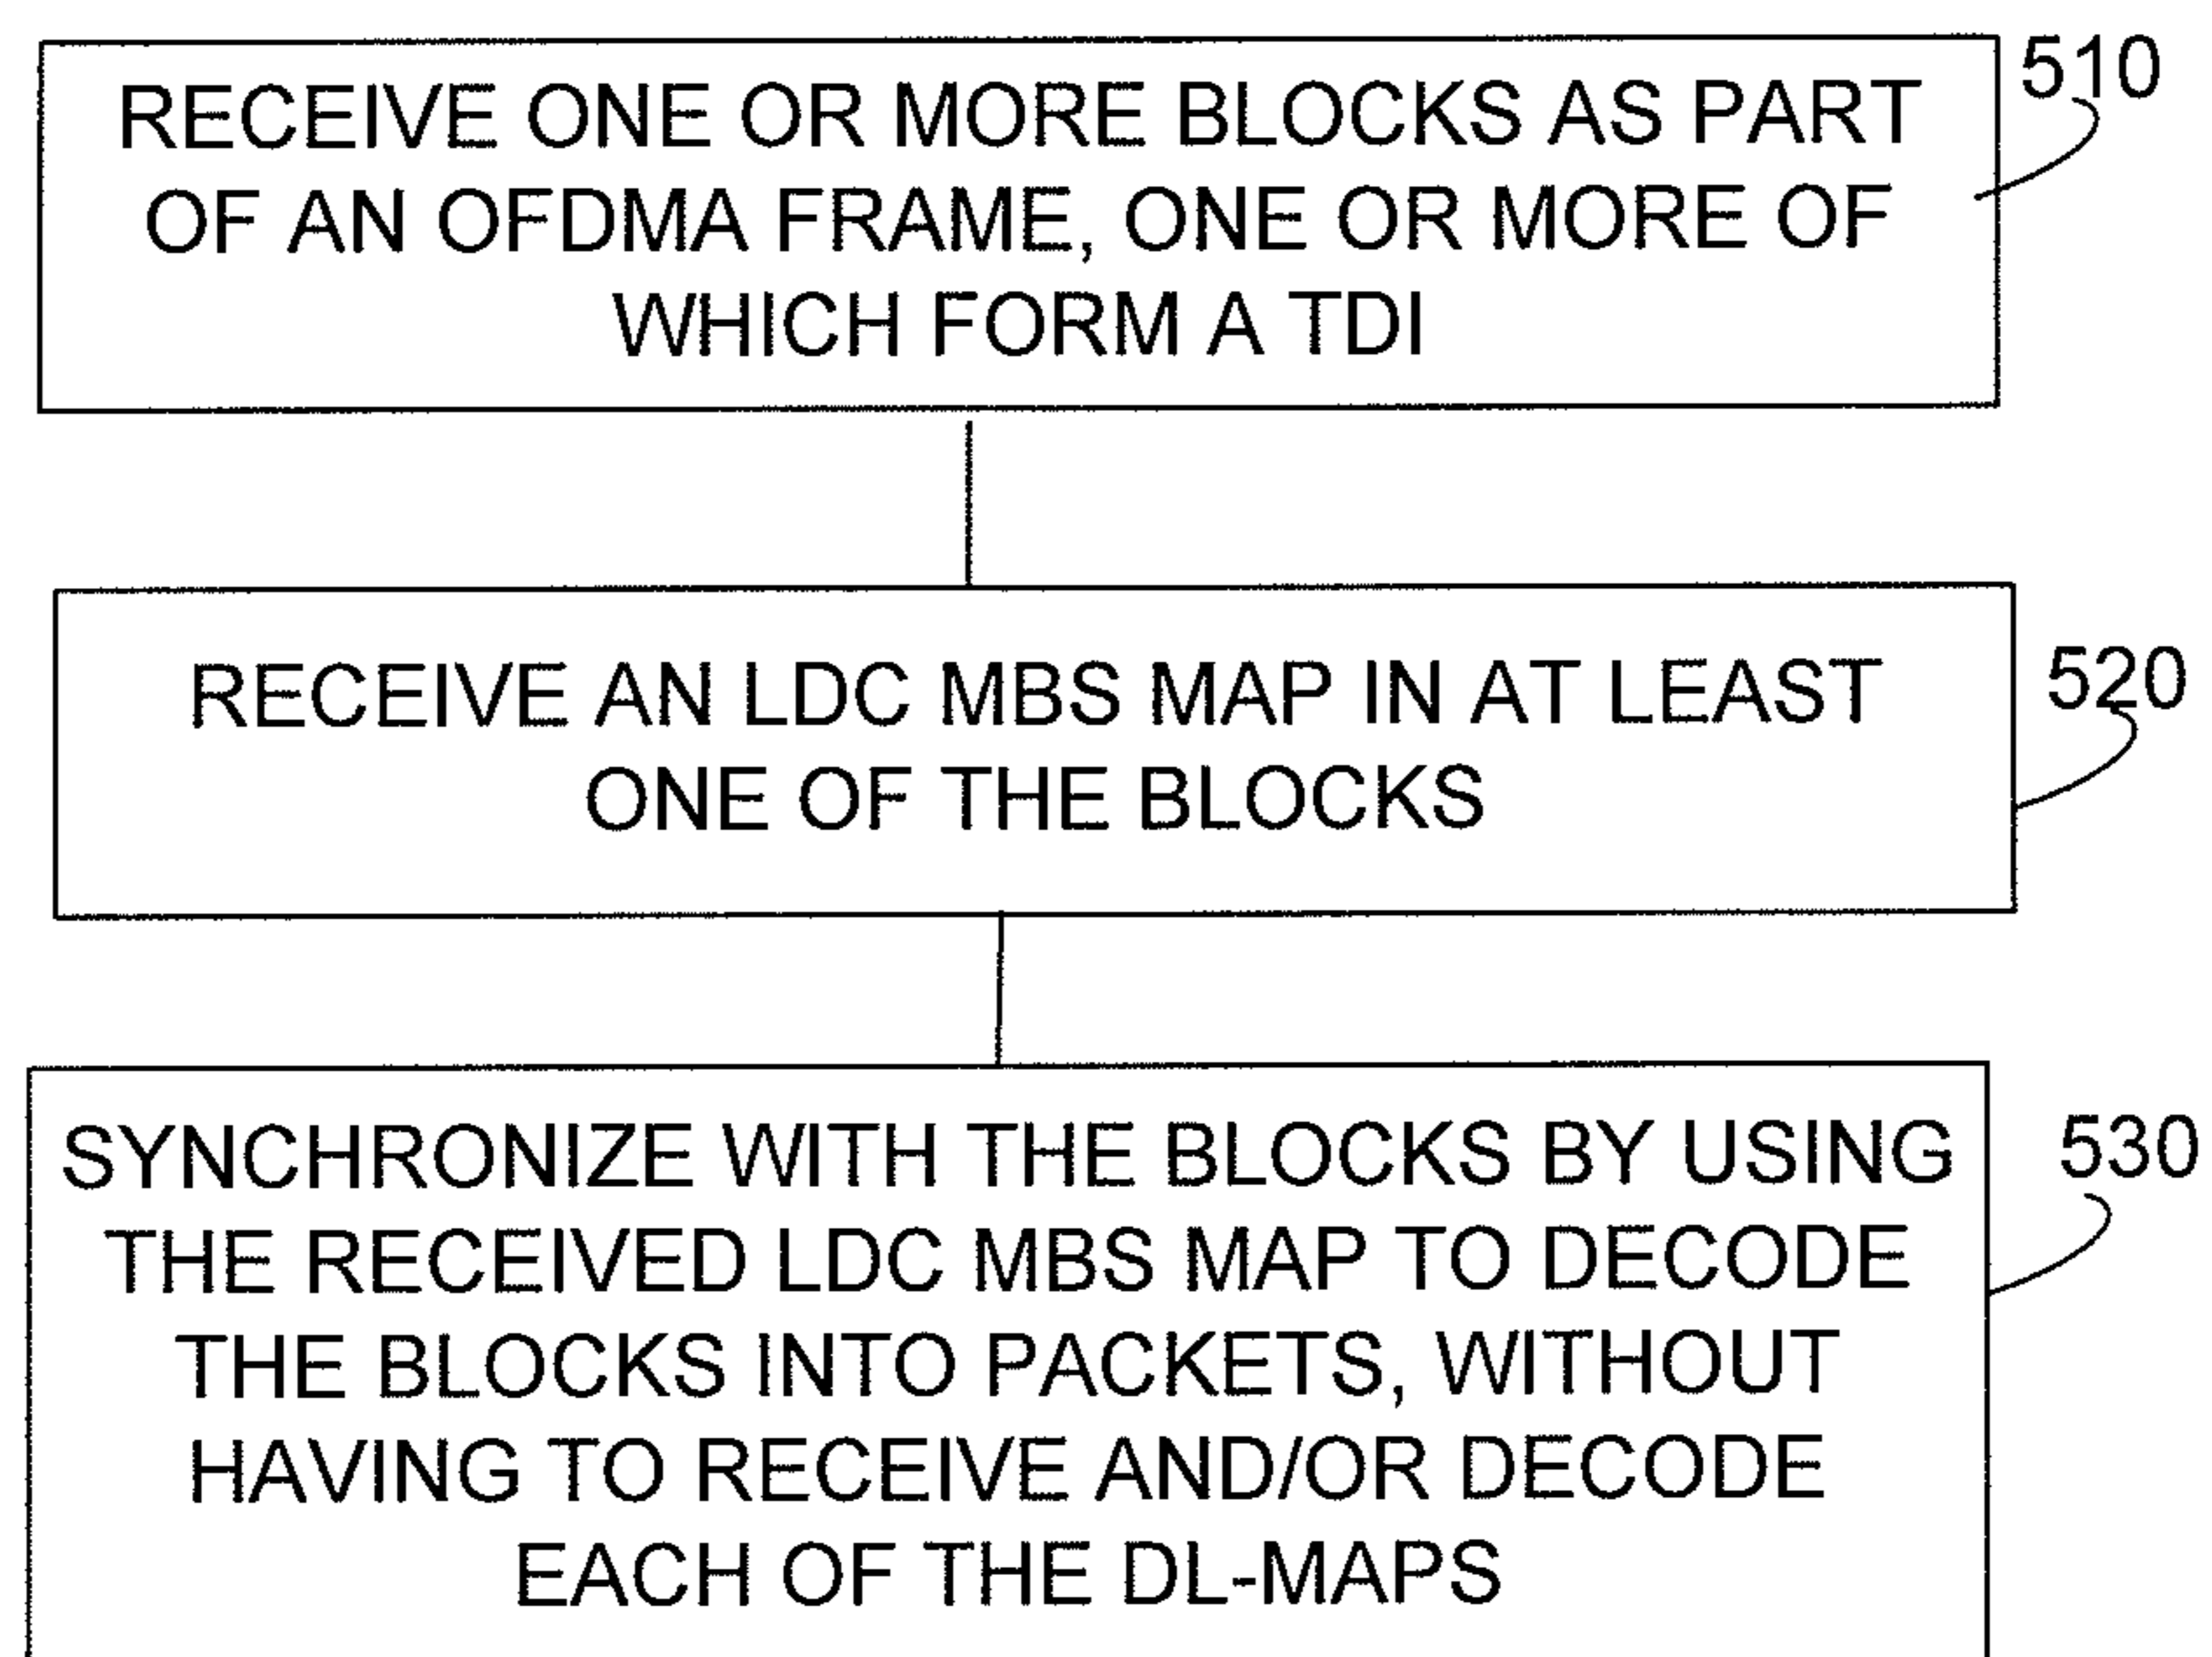 RECEIVE ONE OR MORE BLOCKS AS PART
OF AN OFDMA FRAME, ONE OR MORE OF
WHICH FORM A TDI
510
RECEIVE AN LDC MBS MAP IN AT LEAST
ONE OF THE BLOCKS
520
SYNCHRONIZE WITH THE BLOCKS BY USING
THE RECEIVED LDC MBS MAP TO DECODE
THE BLOCKS INTO PACKETS, WITHOUT
HAVING TO RECEIVE AND/OR DECODE
EACH OF THE DL-MAPS
530